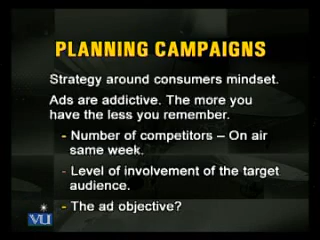 PLANNING CAMPAIGNS
Strategy around consumers mindset.
Ads are addictive. The more you
have the less you remember.
- Number of competitors – On air
same week.
- Level of involvement of the target
audience.
- The ad objective?
VU